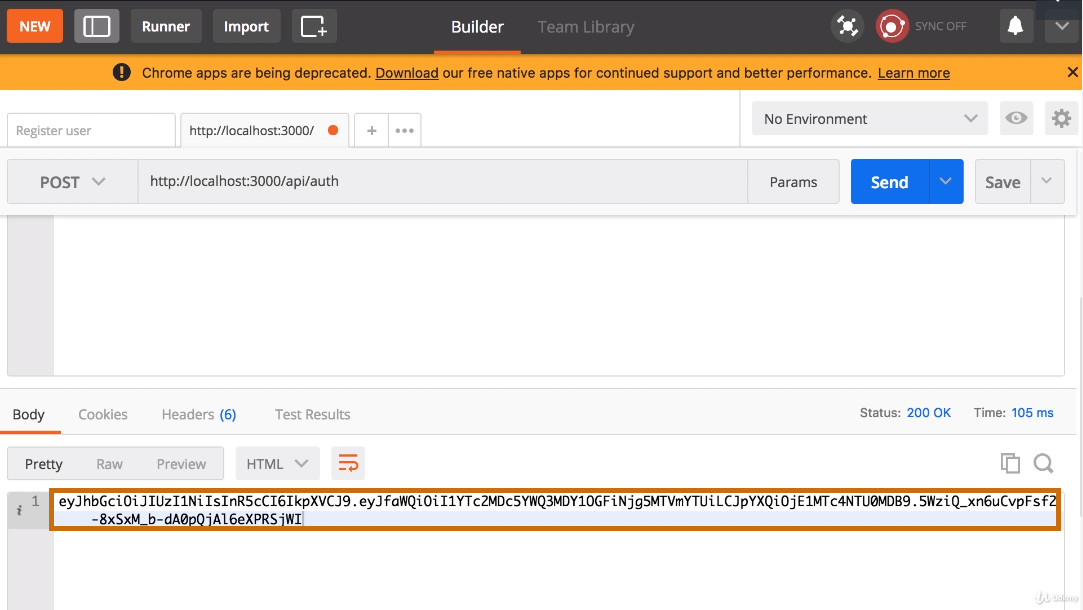 NEW
Runner
Import
Builder
Team Library
SYNC OFF
Chrome apps are being deprecated. Download our free native apps for continued support and better performance. Learn more
Register user
http://localhost:3000/
No Environment
POST
http://localhost:3000/api/auth
Params
Send
Save
Body
Cookies
Headers (6)
Test Results
Status: 200 OK
Time: 105 ms
Pretty
Raw
Preview
HTML
i
1
eyJhbGciOiJIUzI1NiIsInR5cCI6IkpXVCJ9.eyJfaWQiOiI1YTc2MDc5YWQ3MDY1OGFiNjg5MTVmYTUiLCJpYXQiOjE1MTc4NTU0MDB9.5WziQ_xn6uCvpFsf2
-8xSxM_b-dA0pQjAl6eXPRSjWI
Udemy